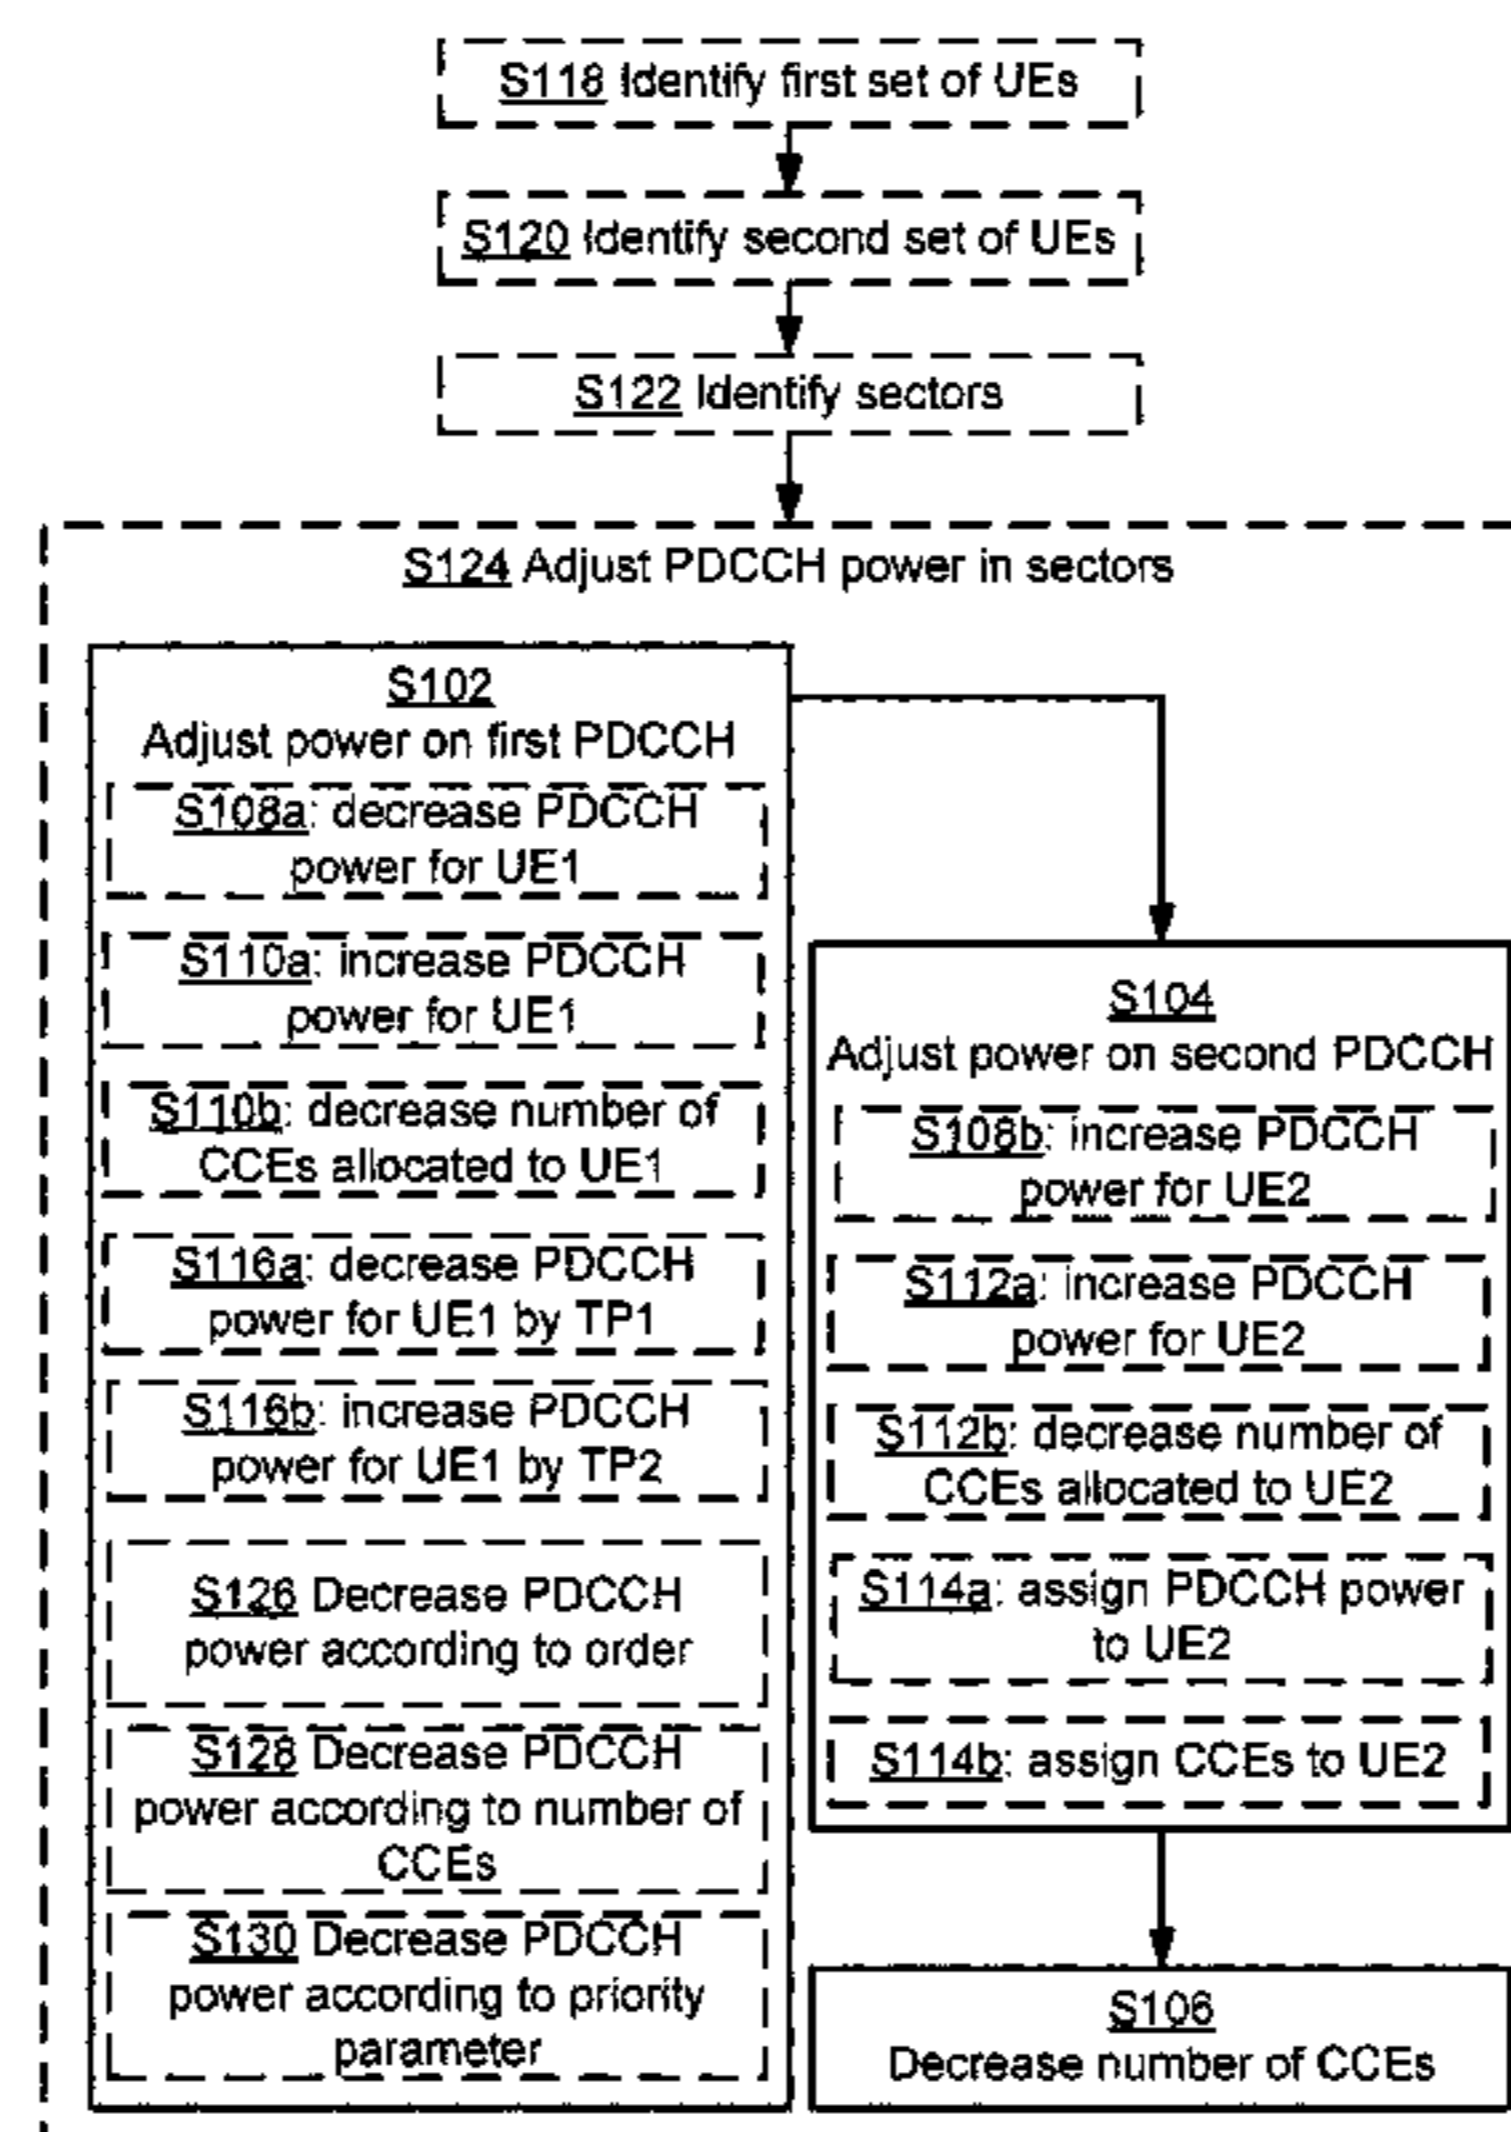 S118 Identify first set of UEs
S120 Identify second set of UEs
S122 Identify sectors
S124 Adjust PDCCH power in sectors
S102
Adjust power on first PDCCH
S108a: decrease PDCCH
power for UE1
S110a: increase PDCCH
power for UE1
S110b: decrease number of
CCEs allocated to UE1
S116a: decrease PDCCH
power for UE1 by TP1
S116b: increase PDCCH
power for UE1 by TP2
S126 Decrease PDCCH
power according to order
S128 Decrease PDCCH
power according to number of
CCEs
S130 Decrease PDCCH
power according to priority
parameter
S104
Adjust power on second PDCCH
S108b: increase PDCCH
power for UE2
S112a: increase PDCCH
power for UE2
S112b: decrease number of
CCEs allocated to UE2
S114a: assign PDCCH power
to UE2
S114b: assign CCEs to UE2
S106
Decrease number of CCEs